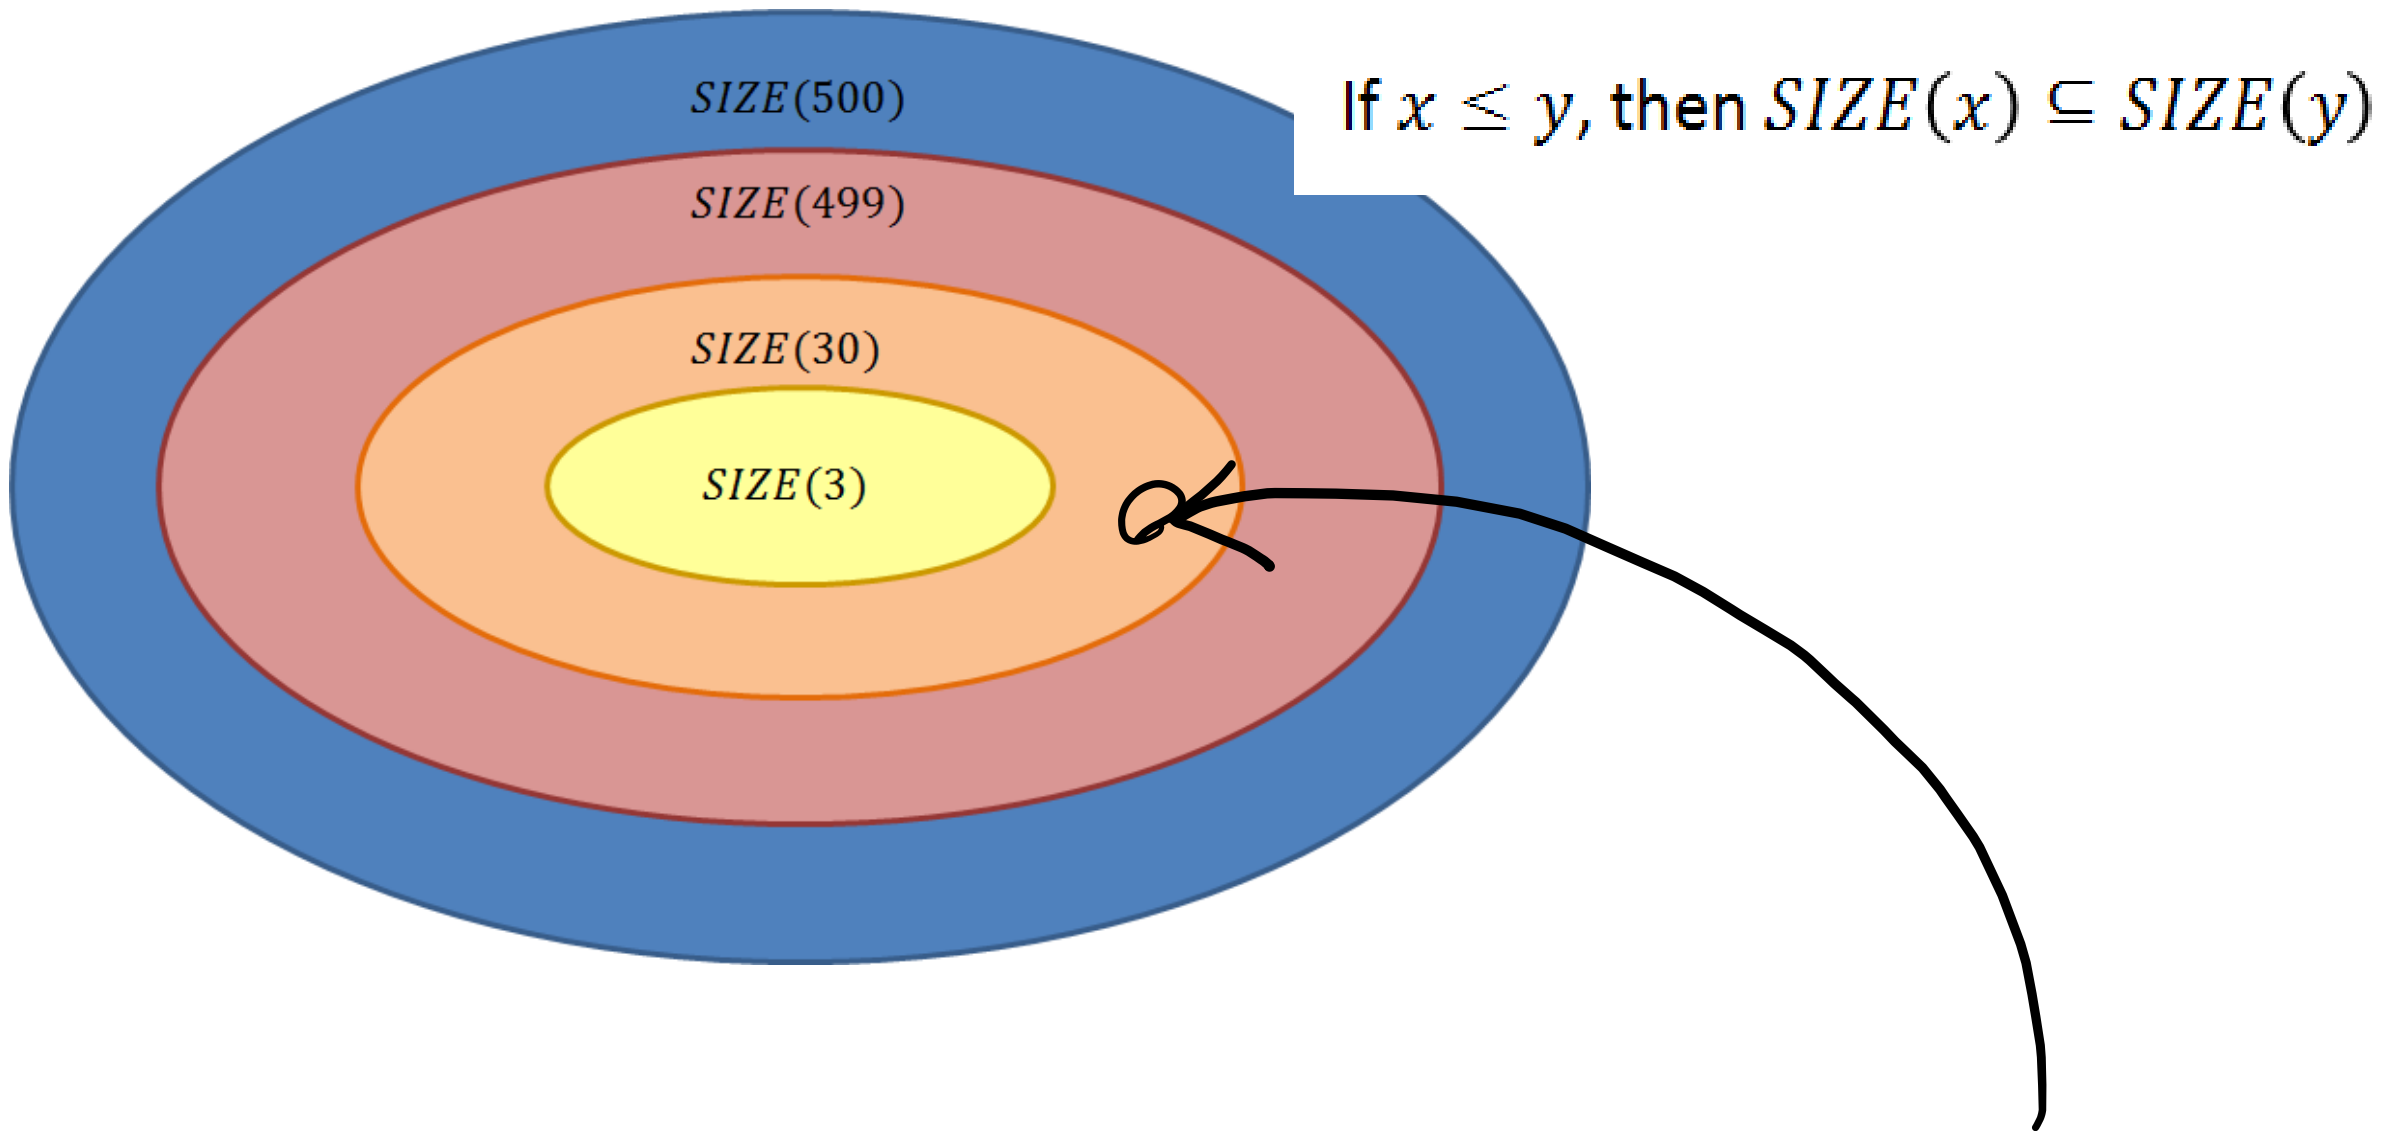 If x ≤ y, then SIZE(x) ⊆ SIZE(y)
SIZE(500)
SIZE(499)
SIZE(30)
SIZE(3)